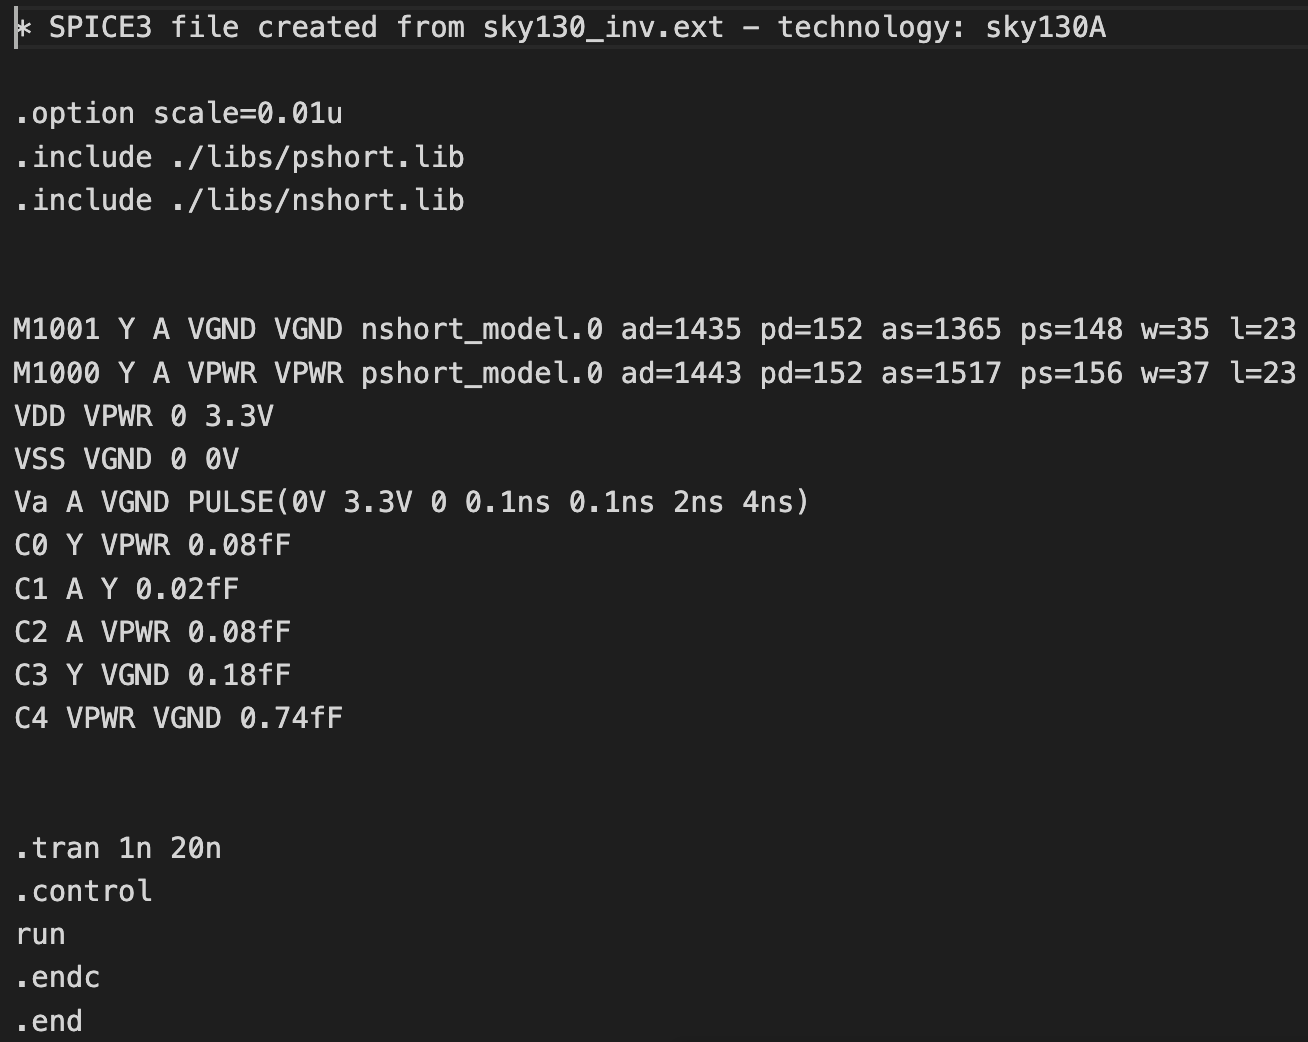 * SPICE3 file created from sky130_inv.ext - technology: sky130A
.option scale=0.01u
.include ./libs/pshort.lib
.include ./libs/nshort.lib
M1001 Y A VGND VGND nshort_model.0 ad=1435 pd=152 as=1365 ps=148 w=35 l=23
M1000 Y A VPWR VPWR pshort_model.0 ad=1443 pd=152 as=1517 ps=156 w=37 l=23
VDD VPWR 0 3.3V
VSS VGND 0 0V
Va A VGND PULSE(0V 3.3V 0 0.1ns 0.1ns 2ns 4ns)
C0 Y VPWR 0.08fF
C1 A Y 0.02fF
C2 A VPWR 0.08fF
C3 Y VGND 0.18fF
C4 VPWR VGND 0.74fF
.tran 1n 20n
.control
run
.endc
.end